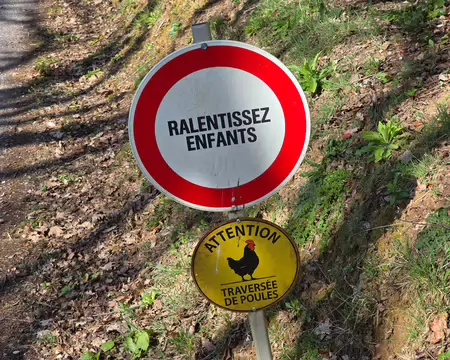 RALENTISSEZ
ENFANTS
ATTENTION
TRAVERSÉE
DE POULES